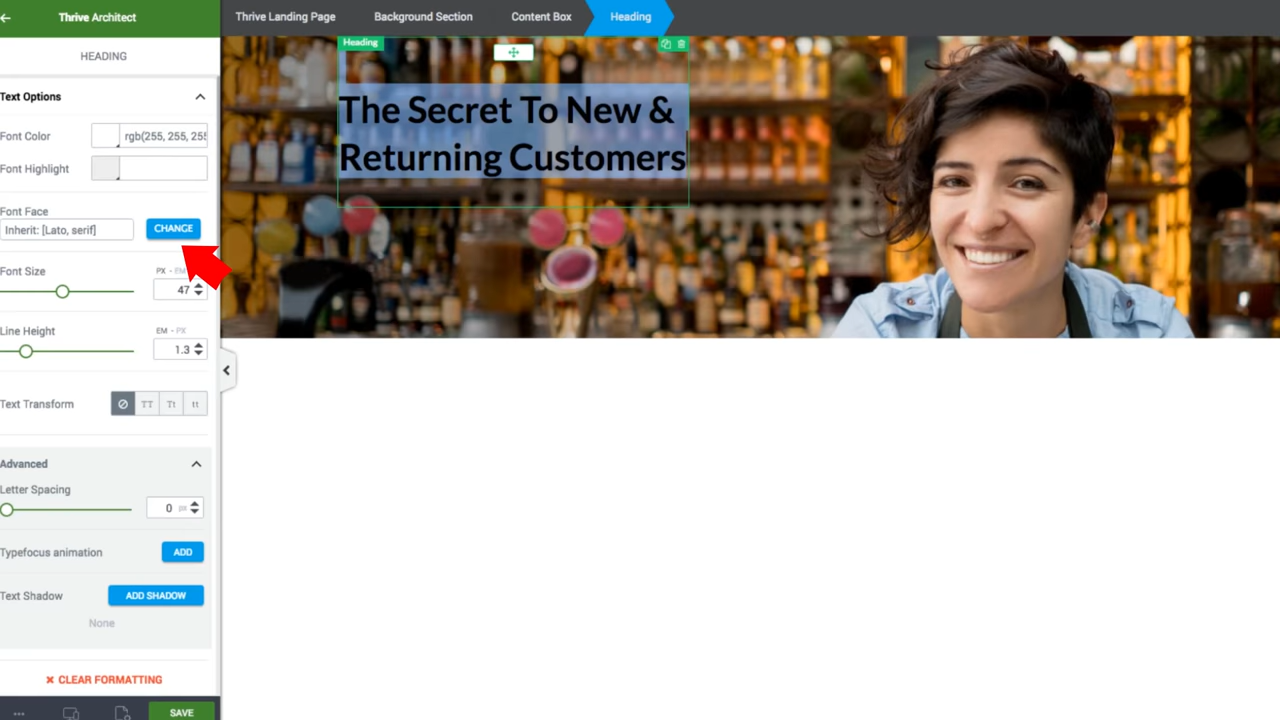 Thrive Architect
Thrive Landing Page
Background Section
Content Box
Heading
HEADING
Heading
The Secret To New &
Returning Customers
Text Options
Font Color
rgb(255, 255, 255
Font Highlight
Font Face
Inherit: [Lato, serif]
CHANGE
Font Size
PX - EM
47
Line Height
EM - PX
1.3
Text Transform
TT
Tt
tt
Advanced
Letter Spacing
0 px
Typefocus animation
ADD
Text Shadow
ADD SHADOW
None
CLEAR FORMATTING
SAVE